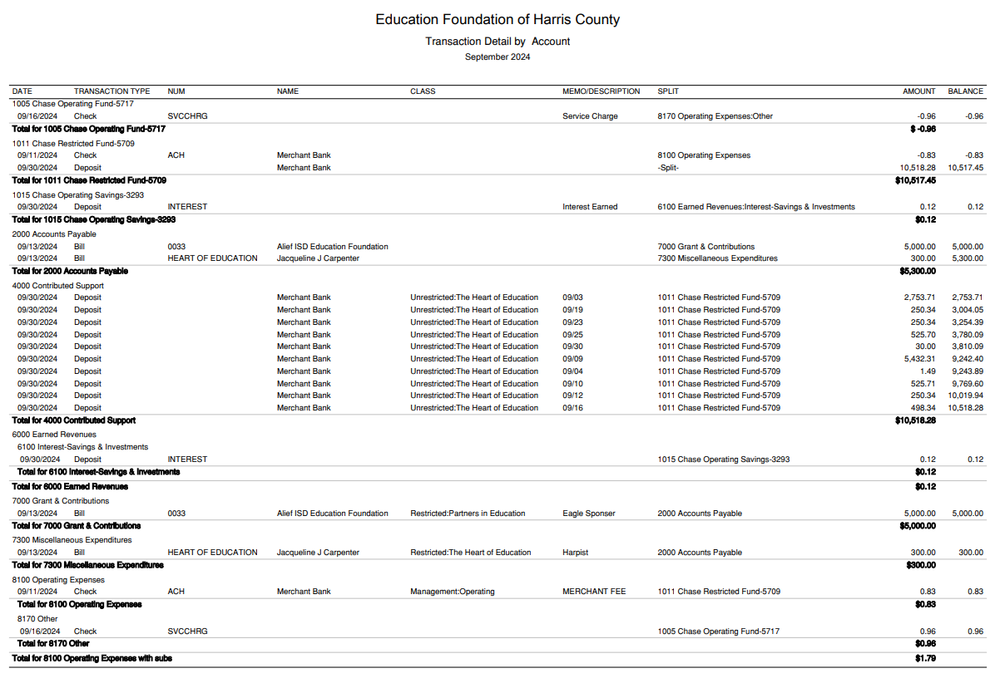 Education Foundation of Harris County
Transaction Detail by Account
September 2024
DATE TRANSACTION TYPE NUM NAME CLASS MEMO/DESCRIPTION SPLIT AMOUNT BALANCE
1005 Chase Operating Fund-5717
09/16/2024 Check SVCCHRG Service Charge 8170 Operating Expenses:Other -0.96 -0.96
Total for 1005 Chase Operating Fund-5717 $ -0.96
1011 Chase Restricted Fund-5709
09/11/2024 Check ACH Merchant Bank 8100 Operating Expenses -0.83 -0.83
09/30/2024 Deposit Merchant Bank -Split- 10,518.28 10,517.45
Total for 1011 Chase Restricted Fund-5709 $10,517.45
1015 Chase Operating Savings-3293
09/30/2024 Deposit INTEREST Interest Earned 6100 Earned Revenues:Interest-Savings & Investments 0.12 0.12
Total for 1015 Chase Operating Savings-3293 $0.12
2000 Accounts Payable
09/13/2024 Bill 0033 Alief ISD Education Foundation 7000 Grant & Contributions 5,000.00 5,000.00
09/13/2024 Bill HEART OF EDUCATION Jacqueline J Carpenter 7300 Miscellaneous Expenditures 300.00 5,300.00
Total for 2000 Accounts Payable $5,300.00
4000 Contributed Support
09/30/2024 Deposit Merchant Bank Unrestricted:The Heart of Education 09/03 1011 Chase Restricted Fund-5709 2,753.71 2,753.71
09/30/2024 Deposit Merchant Bank Unrestricted:The Heart of Education 09/19 1011 Chase Restricted Fund-5709 250.34 3,004.05
09/30/2024 Deposit Merchant Bank Unrestricted:The Heart of Education 09/23 1011 Chase Restricted Fund-5709 250.34 3,254.39
09/30/2024 Deposit Merchant Bank Unrestricted:The Heart of Education 09/25 1011 Chase Restricted Fund-5709 525.70 3,780.09
09/30/2024 Deposit Merchant Bank Unrestricted:The Heart of Education 09/30 1011 Chase Restricted Fund-5709 30.00 3,810.09
09/30/2024 Deposit Merchant Bank Unrestricted:The Heart of Education 09/09 1011 Chase Restricted Fund-5709 5,432.31 9,242.40
09/30/2024 Deposit Merchant Bank Unrestricted:The Heart of Education 09/04 1011 Chase Restricted Fund-5709 1.49 9,243.89
09/30/2024 Deposit Merchant Bank Unrestricted:The Heart of Education 09/10 1011 Chase Restricted Fund-5709 525.71 9,769.60
09/30/2024 Deposit Merchant Bank Unrestricted:The Heart of Education 09/12 1011 Chase Restricted Fund-5709 250.34 10,019.94
09/30/2024 Deposit Merchant Bank Unrestricted:The Heart of Education 09/16 1011 Chase Restricted Fund-5709 498.34 10,518.28
Total for 4000 Contributed Support $10,518.28
6000 Earned Revenues
6100 Interest-Savings & Investments
09/30/2024 Deposit INTEREST 1015 Chase Operating Savings-3293 0.12 0.12
Total for 6100 Interest-Savings & Investments $0.12
Total for 6000 Earned Revenues $0.12
7000 Grant & Contributions
09/13/2024 Bill 0033 Alief ISD Education Foundation Restricted:Partners in Education Eagle Sponser 2000 Accounts Payable 5,000.00 5,000.00
Total for 7000 Grant & Contributions $5,000.00
7300 Miscellaneous Expenditures
09/13/2024 Bill HEART OF EDUCATION Jacqueline J Carpenter Restricted:The Heart of Education Harpist 2000 Accounts Payable 300.00 300.00
Total for 7300 Miscellaneous Expenditures $300.00
8100 Operating Expenses
09/11/2024 Check ACH Merchant Bank Management:Operating MERCHANT FEE 1011 Chase Restricted Fund-5709 0.83 0.83
Total for 8100 Operating Expenses $0.83
8170 Other
09/16/2024 Check SVCCHRG 1005 Chase Operating Fund-5717 0.96 0.96
Total for 8170 Other $0.96
Total for 8100 Operating Expenses with subs $1.79